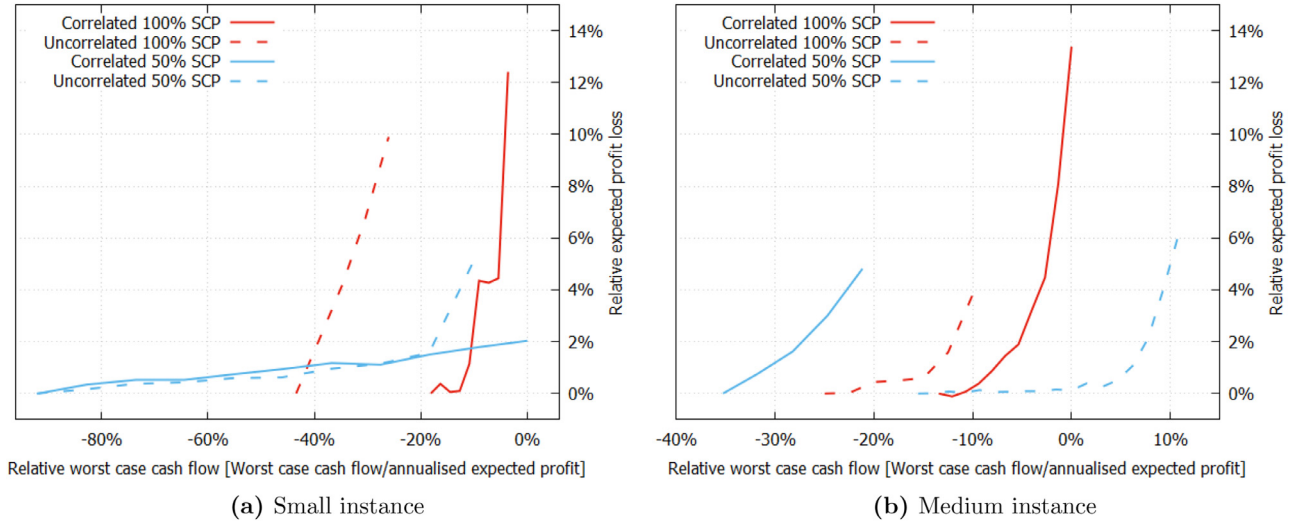 Correlated 100% SCP
Uncorrelated 100% SCP
Correlated 50% SCP
Uncorrelated 50% SCP
14%
12%
10%
8%
6%
4%
2%
0%
Relative expected profit loss
-80%
-60%
-40%
-20%
0%
Relative worst case cash flow [Worst case cash flow/annualised expected profit]
(a) Small instance
Correlated 100% SCP
Uncorrelated 100% SCP
Correlated 50% SCP
Uncorrelated 50% SCP
14%
12%
10%
8%
6%
4%
2%
0%
Relative expected profit loss
-40%
-30%
-20%
-10%
0%
10%
Relative worst case cash flow [Worst case cash flow/annualised expected profit]
(b) Medium instance